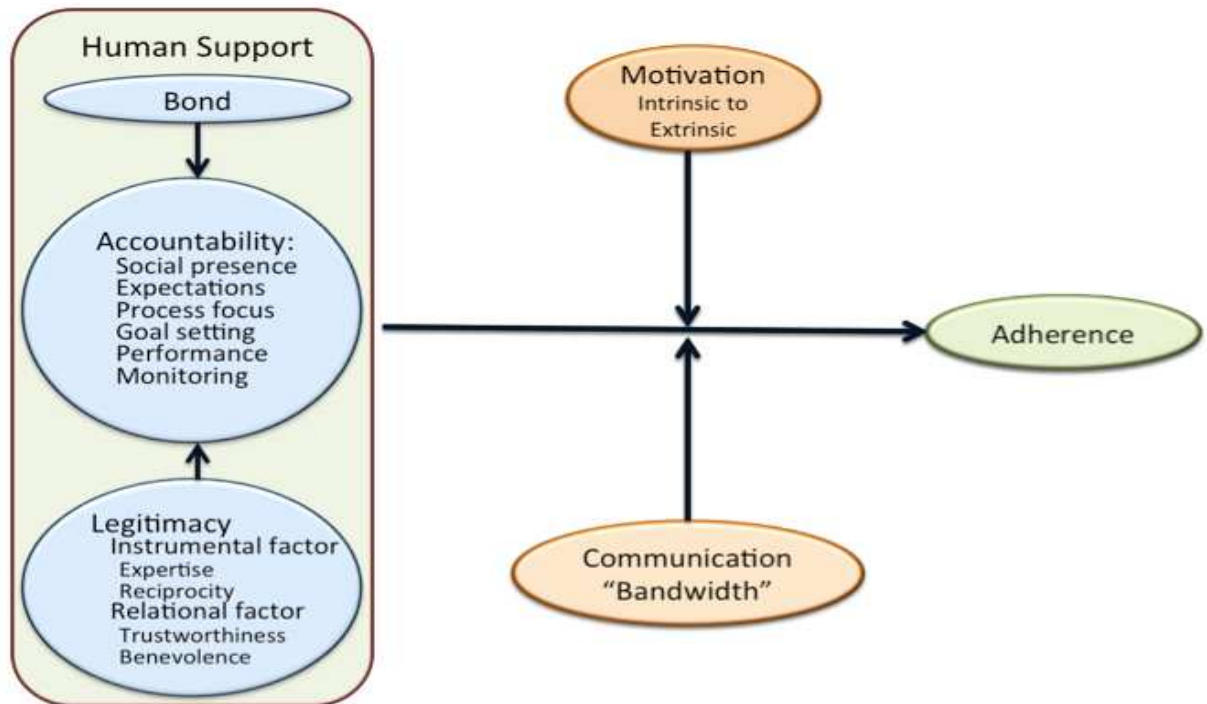 Human Support
Bond
Accountability:
Social presence
Expectations
Process focus
Goal setting
Performance
Monitoring
Legitimacy
Instrumental factor
Expertise
Reciprocity
Relational factor
Trustworthiness
Benevolence
Motivation
Intrinsic to
Extrinsic
Communication
“Bandwidth”
Adherence